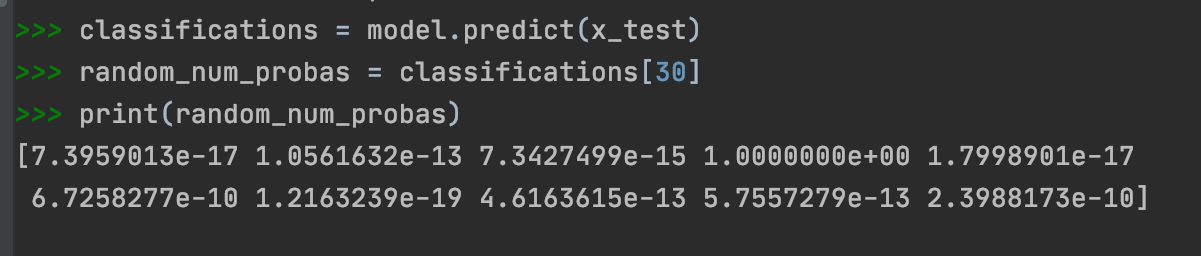 >>> classifications = model.predict(x_test)
>>> random_num_probas = classifications[30]
>>> print(random_num_probas)
[7.3959013e-17 1.0561632e-13 7.3427499e-15 1.0000000e+00 1.7998901e-17
 6.7258277e-10 1.2163239e-19 4.6163615e-13 5.7557279e-13 2.3988173e-10]